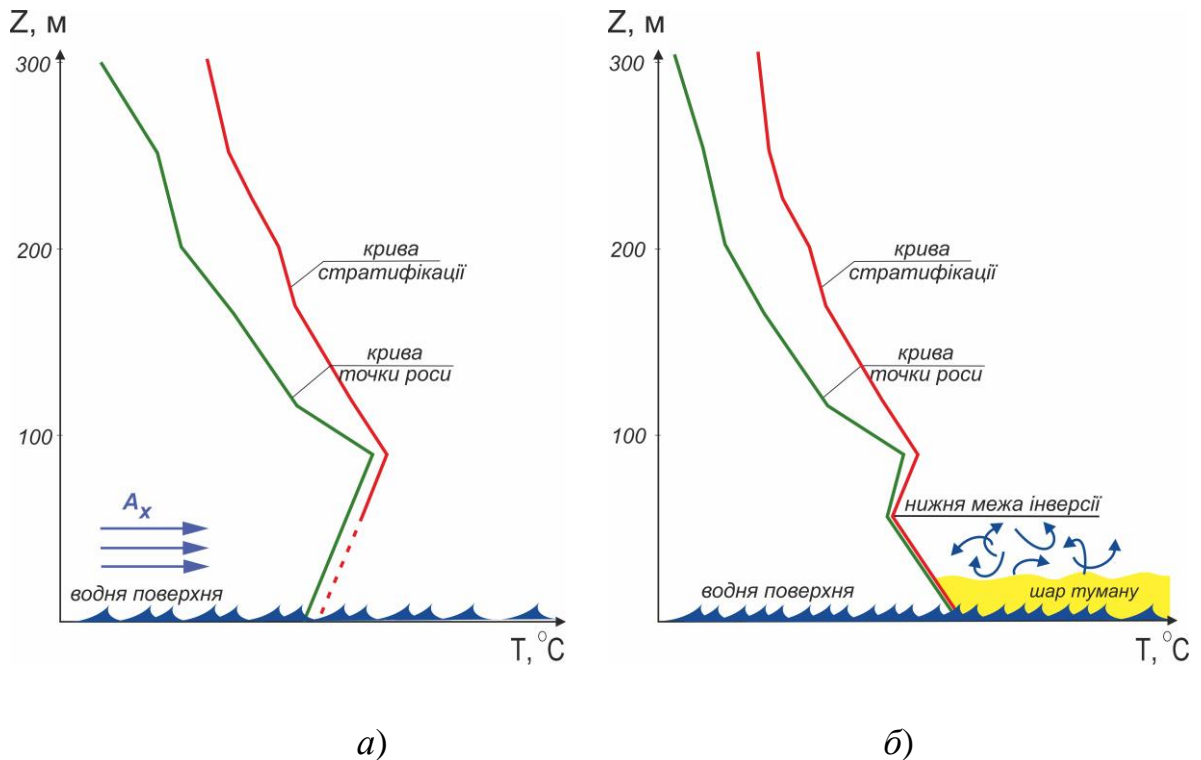 Z, м
300
200
100
крива
стратифікації
крива
точки роси
Aₓ
водня поверхня
T, °C
а)
Z, м
300
200
100
крива
стратифікації
крива
точки роси
нижня межа інверсії
водня поверхня
шар туману
T, °C
б)